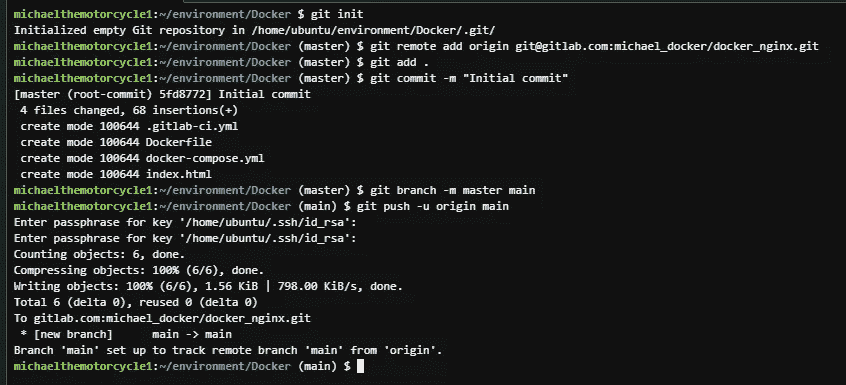 michaelthemotorcycle1:~/environment/Docker $ git init
Initialized empty Git repository in /home/ubuntu/environment/Docker/.git/
michaelthemotorcycle1:~/environment/Docker (master) $ git remote add origin git@gitlab.com:michael_docker/docker_nginx.git
michaelthemotorcycle1:~/environment/Docker (master) $ git add .
michaelthemotorcycle1:~/environment/Docker (master) $ git commit -m "Initial commit"
[master (root-commit) 5fd8772] Initial commit
 4 files changed, 68 insertions(+)
 create mode 100644 .gitlab-ci.yml
 create mode 100644 Dockerfile
 create mode 100644 docker-compose.yml
 create mode 100644 index.html
michaelthemotorcycle1:~/environment/Docker (master) $ git branch -m master main
michaelthemotorcycle1:~/environment/Docker (main) $ git push -u origin main
Enter passphrase for key '/home/ubuntu/.ssh/id_rsa':
Enter passphrase for key '/home/ubuntu/.ssh/id_rsa':
Counting objects: 6, done.
Compressing objects: 100% (6/6), done.
Writing objects: 100% (6/6), 1.56 KiB | 798.00 KiB/s, done.
Total 6 (delta 0), reused 0 (delta 0)
To gitlab.com:michael_docker/docker_nginx.git
 * [new branch]      main -> main
Branch 'main' set up to track remote branch 'main' from 'origin'.
michaelthemotorcycle1:~/environment/Docker (main) $